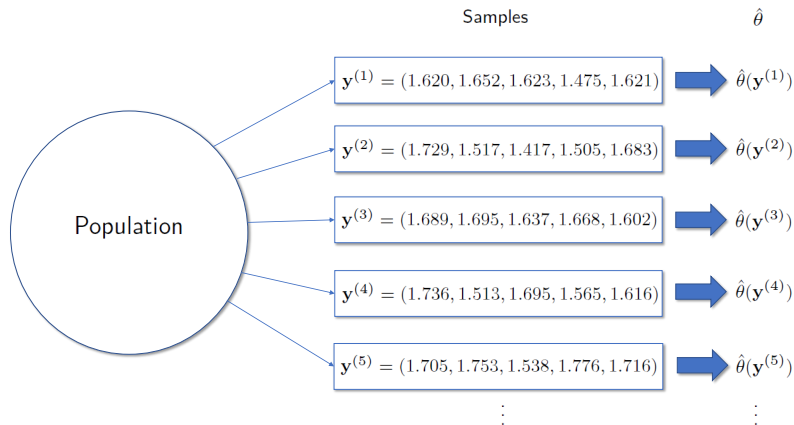 Samples θ̂
y⁽¹⁾ = (1.620, 1.652, 1.623, 1.475, 1.621) θ̂(y⁽¹⁾)
y⁽²⁾ = (1.729, 1.517, 1.417, 1.505, 1.683) θ̂(y⁽²⁾)
Population
y⁽³⁾ = (1.689, 1.695, 1.637, 1.668, 1.602) θ̂(y⁽³⁾)
y⁽⁴⁾ = (1.736, 1.513, 1.695, 1.565, 1.616) θ̂(y⁽⁴⁾)
y⁽⁵⁾ = (1.705, 1.753, 1.538, 1.776, 1.716) θ̂(y⁽⁵⁾)
⋮ ⋮